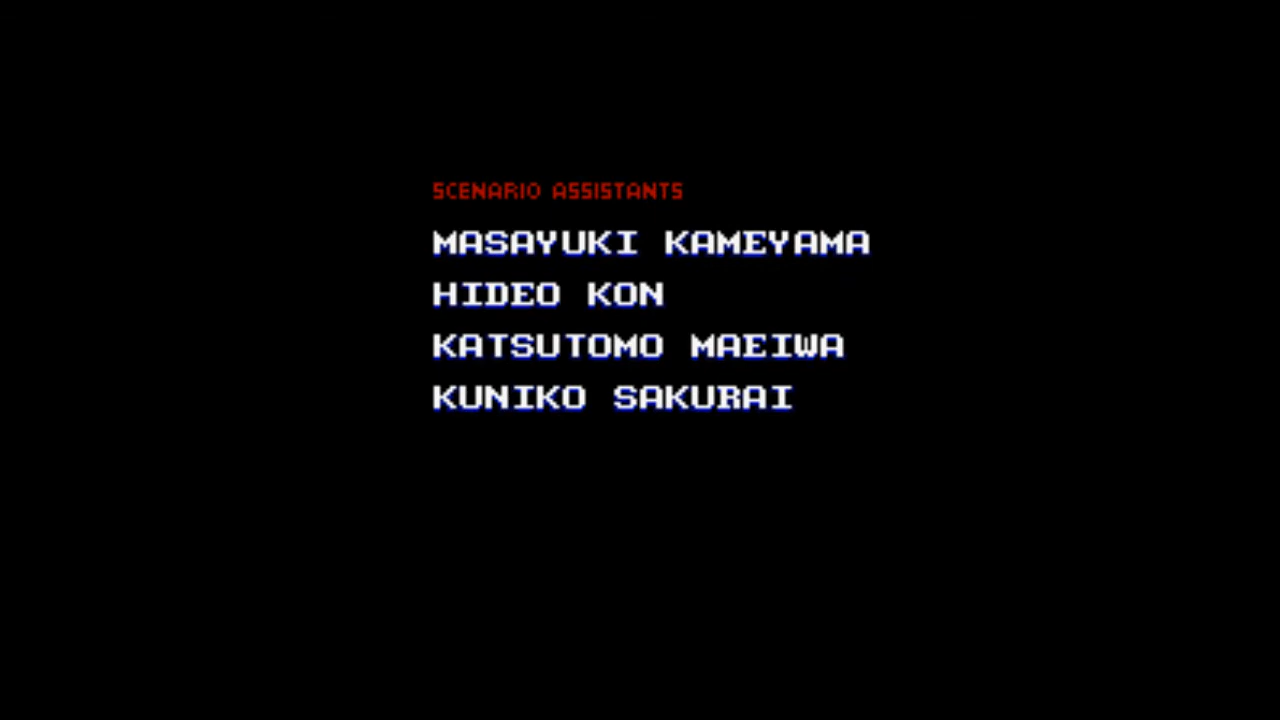 SCENARIO ASSISTANTS
MASAYUKI KAMEYAMA
HIDEO KON
KATSUTOMO MAEIWA
KUNIKO SAKURAI